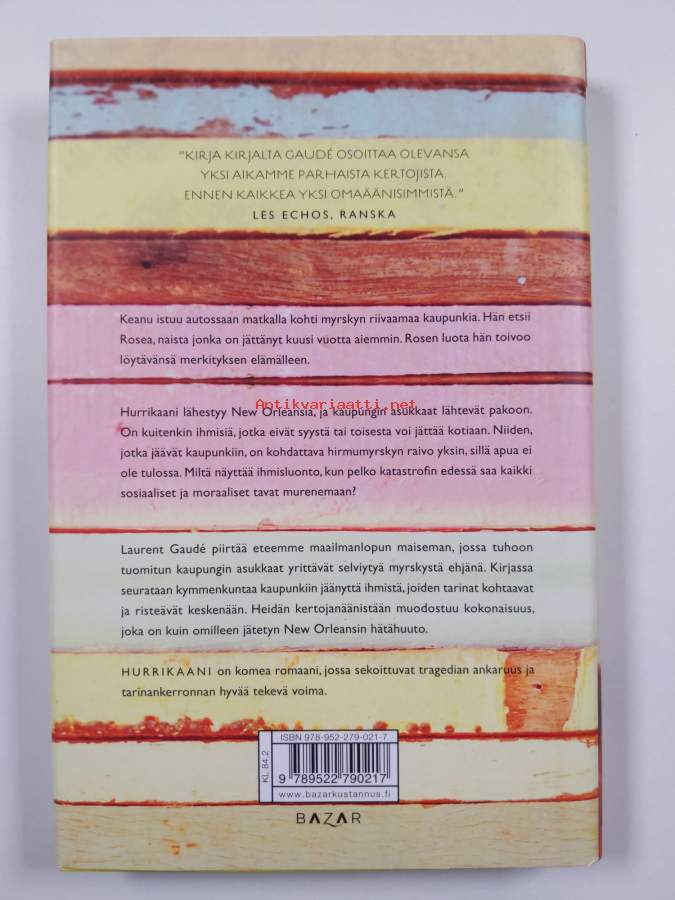 "KIRJA KIRJALTA GAUDÉ OSOITTAA OLEVANSA
YKSI AIKAMME PARHAISTA KERTOJISTA.
ENNEN KAIKKEA YKSI OMAÄÄNISIMMISTÄ."
LES ECHOS, RANSKA
Keanu istuu autossaan matkalla kohti myrskyn riivaamaa kaupunkia. Hän etsii
Rosea, naista jonka on jättänyt kuusi vuotta aiemmin. Rosen luota hän toivoo
löytävänsä merkityksen elämälleen.
Antikvariaatti.net
Hurrikaani lähestyy New Orleansia, ja kaupungin asukkaat lähtevät pakoon.
On kuitenkin ihmisiä, jotka eivät syystä tai toisesta voi jättää kotiaan. Niiden,
jotka jäävät kaupunkiin, on kohdattava hirmumyrskyn raivo yksin, sillä apua ei
ole tulossa. Miltä näyttää ihmisluonto, kun pelko katastrofin edessä saa kaikki
sosiaaliset ja moraaliset tavat murenemaan?
Laurent Gaudé piirtää eteemme maailmanlopun maiseman, jossa tuhoon
tuomitun kaupungin asukkaat yrittävät selviytyä myrskystä ehjänä. Kirjassa
seurataan kymmenkuntaa kaupunkiin jäänyttä ihmistä, joiden tarinat kohtaavat
ja risteävät keskenään. Heidän kertojanäänistään muodostuu kokonaisuus,
joka on kuin omilleen jätetyn New Orleansin hätähuuto.
HURRIKAANI on komea romaani, jossa sekoittuvat tragedian ankaruus ja
tarinankerronnan hyvää tekevä voima.
KL 84.2
ISBN 978-952-279-021-7
9 789522 790217
www.bazarkustannus.fi
BAZAR